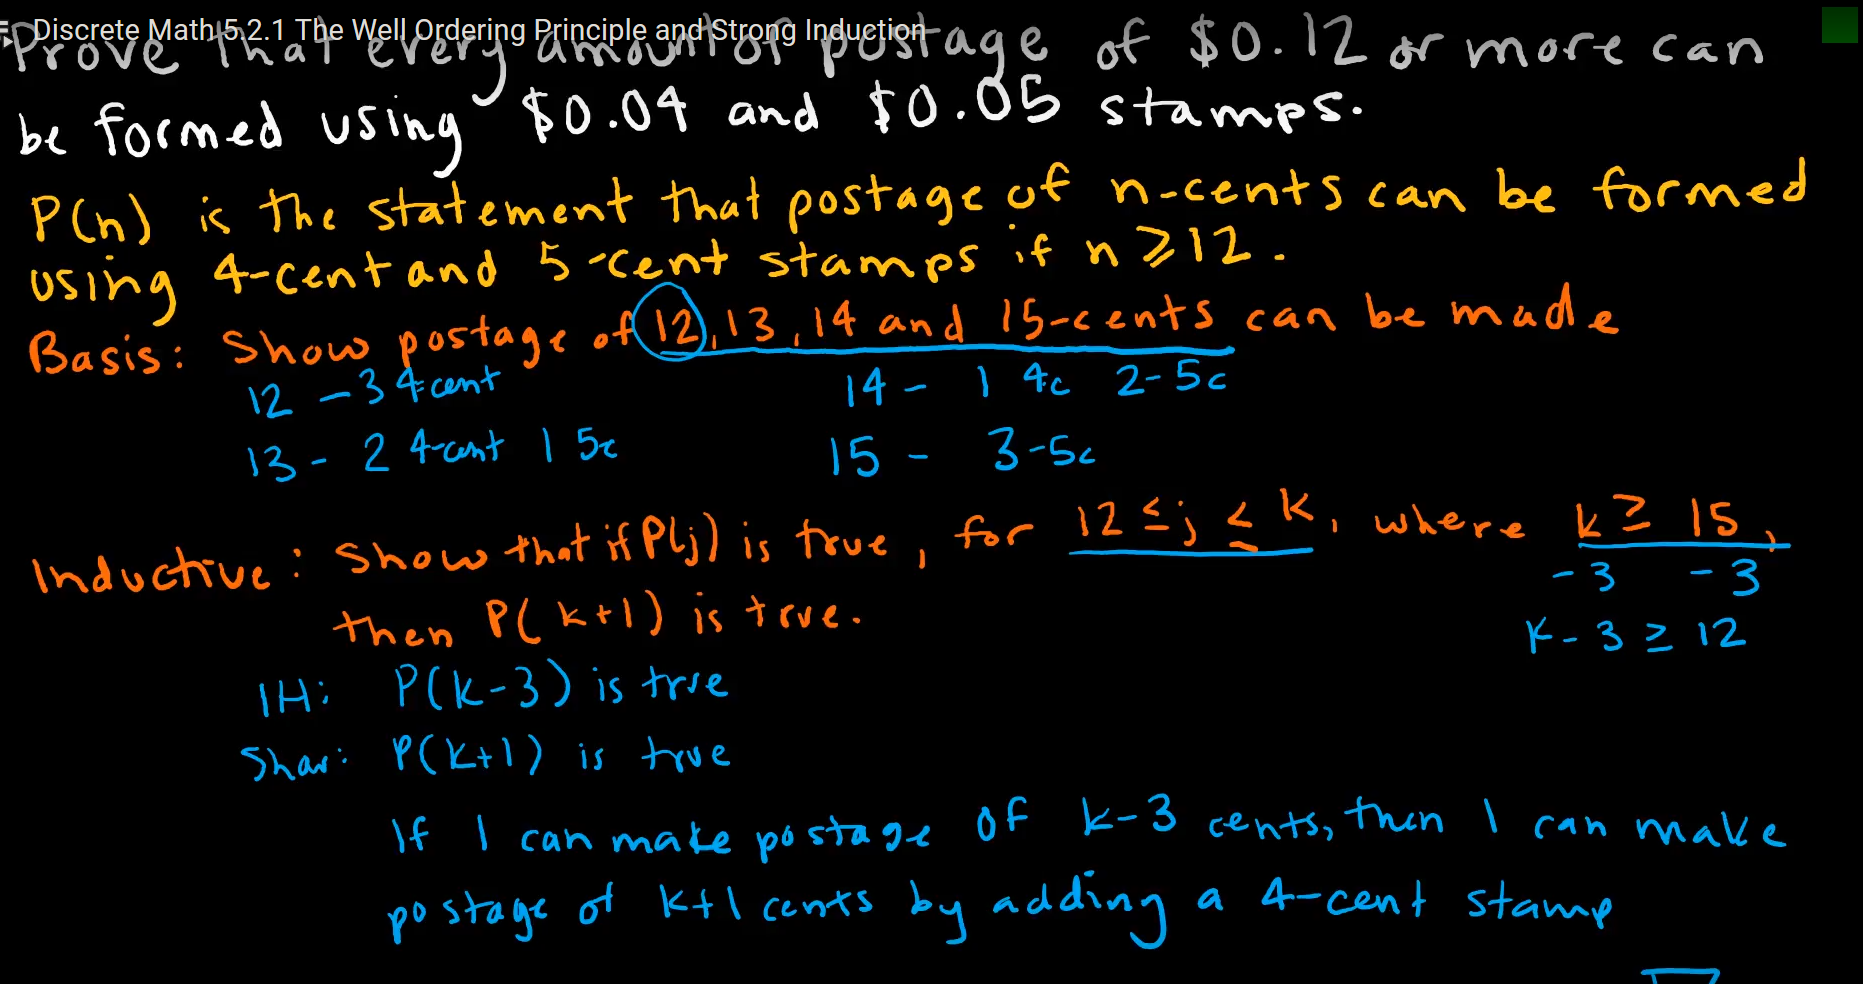 Discrete Math 5.2.1 The Well Ordering Principle and Strong Induction
Prove that every amount of postage of $0.12 or more can
be formed using $0.04 and $0.05 stamps.
P(n) is the statement that postage of n-cents can be formed
using 4-cent and 5-cent stamps if n ≥ 12.
Basis: Show postage of 12, 13, 14 and 15-cents can be made
12 - 3 4-cent 14 - 1 4c 2-5c
13 - 2 4-cent 1 5c 15 - 3-5c
Inductive: Show that if P(j) is true, for 12 ≤ j ≤ k, where k ≥ 15,
-3 -3
then P(k+1) is true. k-3 ≥ 12
IH: P(k-3) is true
Show: P(k+1) is true
If I can make postage of k-3 cents, then I can make
postage of k+1 cents by adding a 4-cent stamp